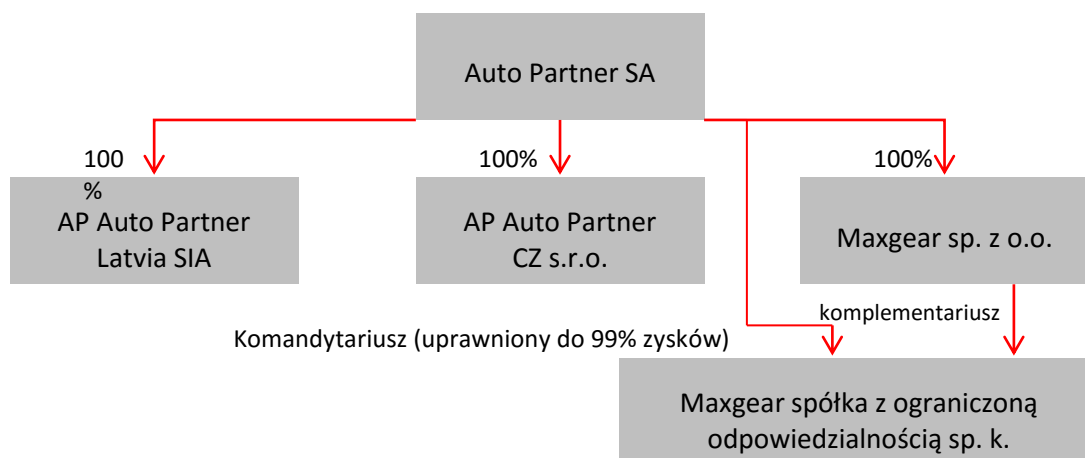 Auto Partner SA
100
%
100%
100%
AP Auto Partner
Latvia SIA
AP Auto Partner
CZ s.r.o.
Maxgear sp. z o.o.
komplementariusz
Komandytariusz (uprawniony do 99% zysków)
Maxgear spółka z ograniczoną
odpowiedzialnością sp. k.